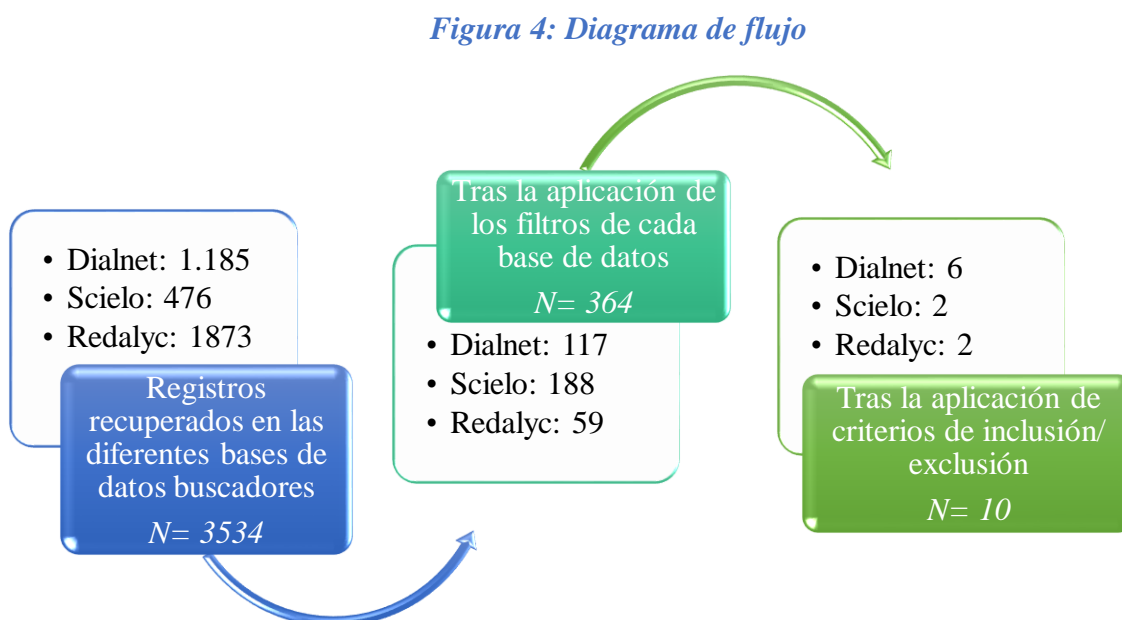 Figura 4: Diagrama de flujo
• Dialnet: 1.185
• Scielo: 476
• Redalyc: 1873
Registros
recuperados en las
diferentes bases de
datos buscadores
N= 3534
Tras la aplicación de
los filtros de cada
base de datos
N= 364
• Dialnet: 117
• Scielo: 188
• Redalyc: 59
• Dialnet: 6
• Scielo: 2
• Redalyc: 2
Tras la aplicación de
criterios de inclusión/
exclusión
N= 10